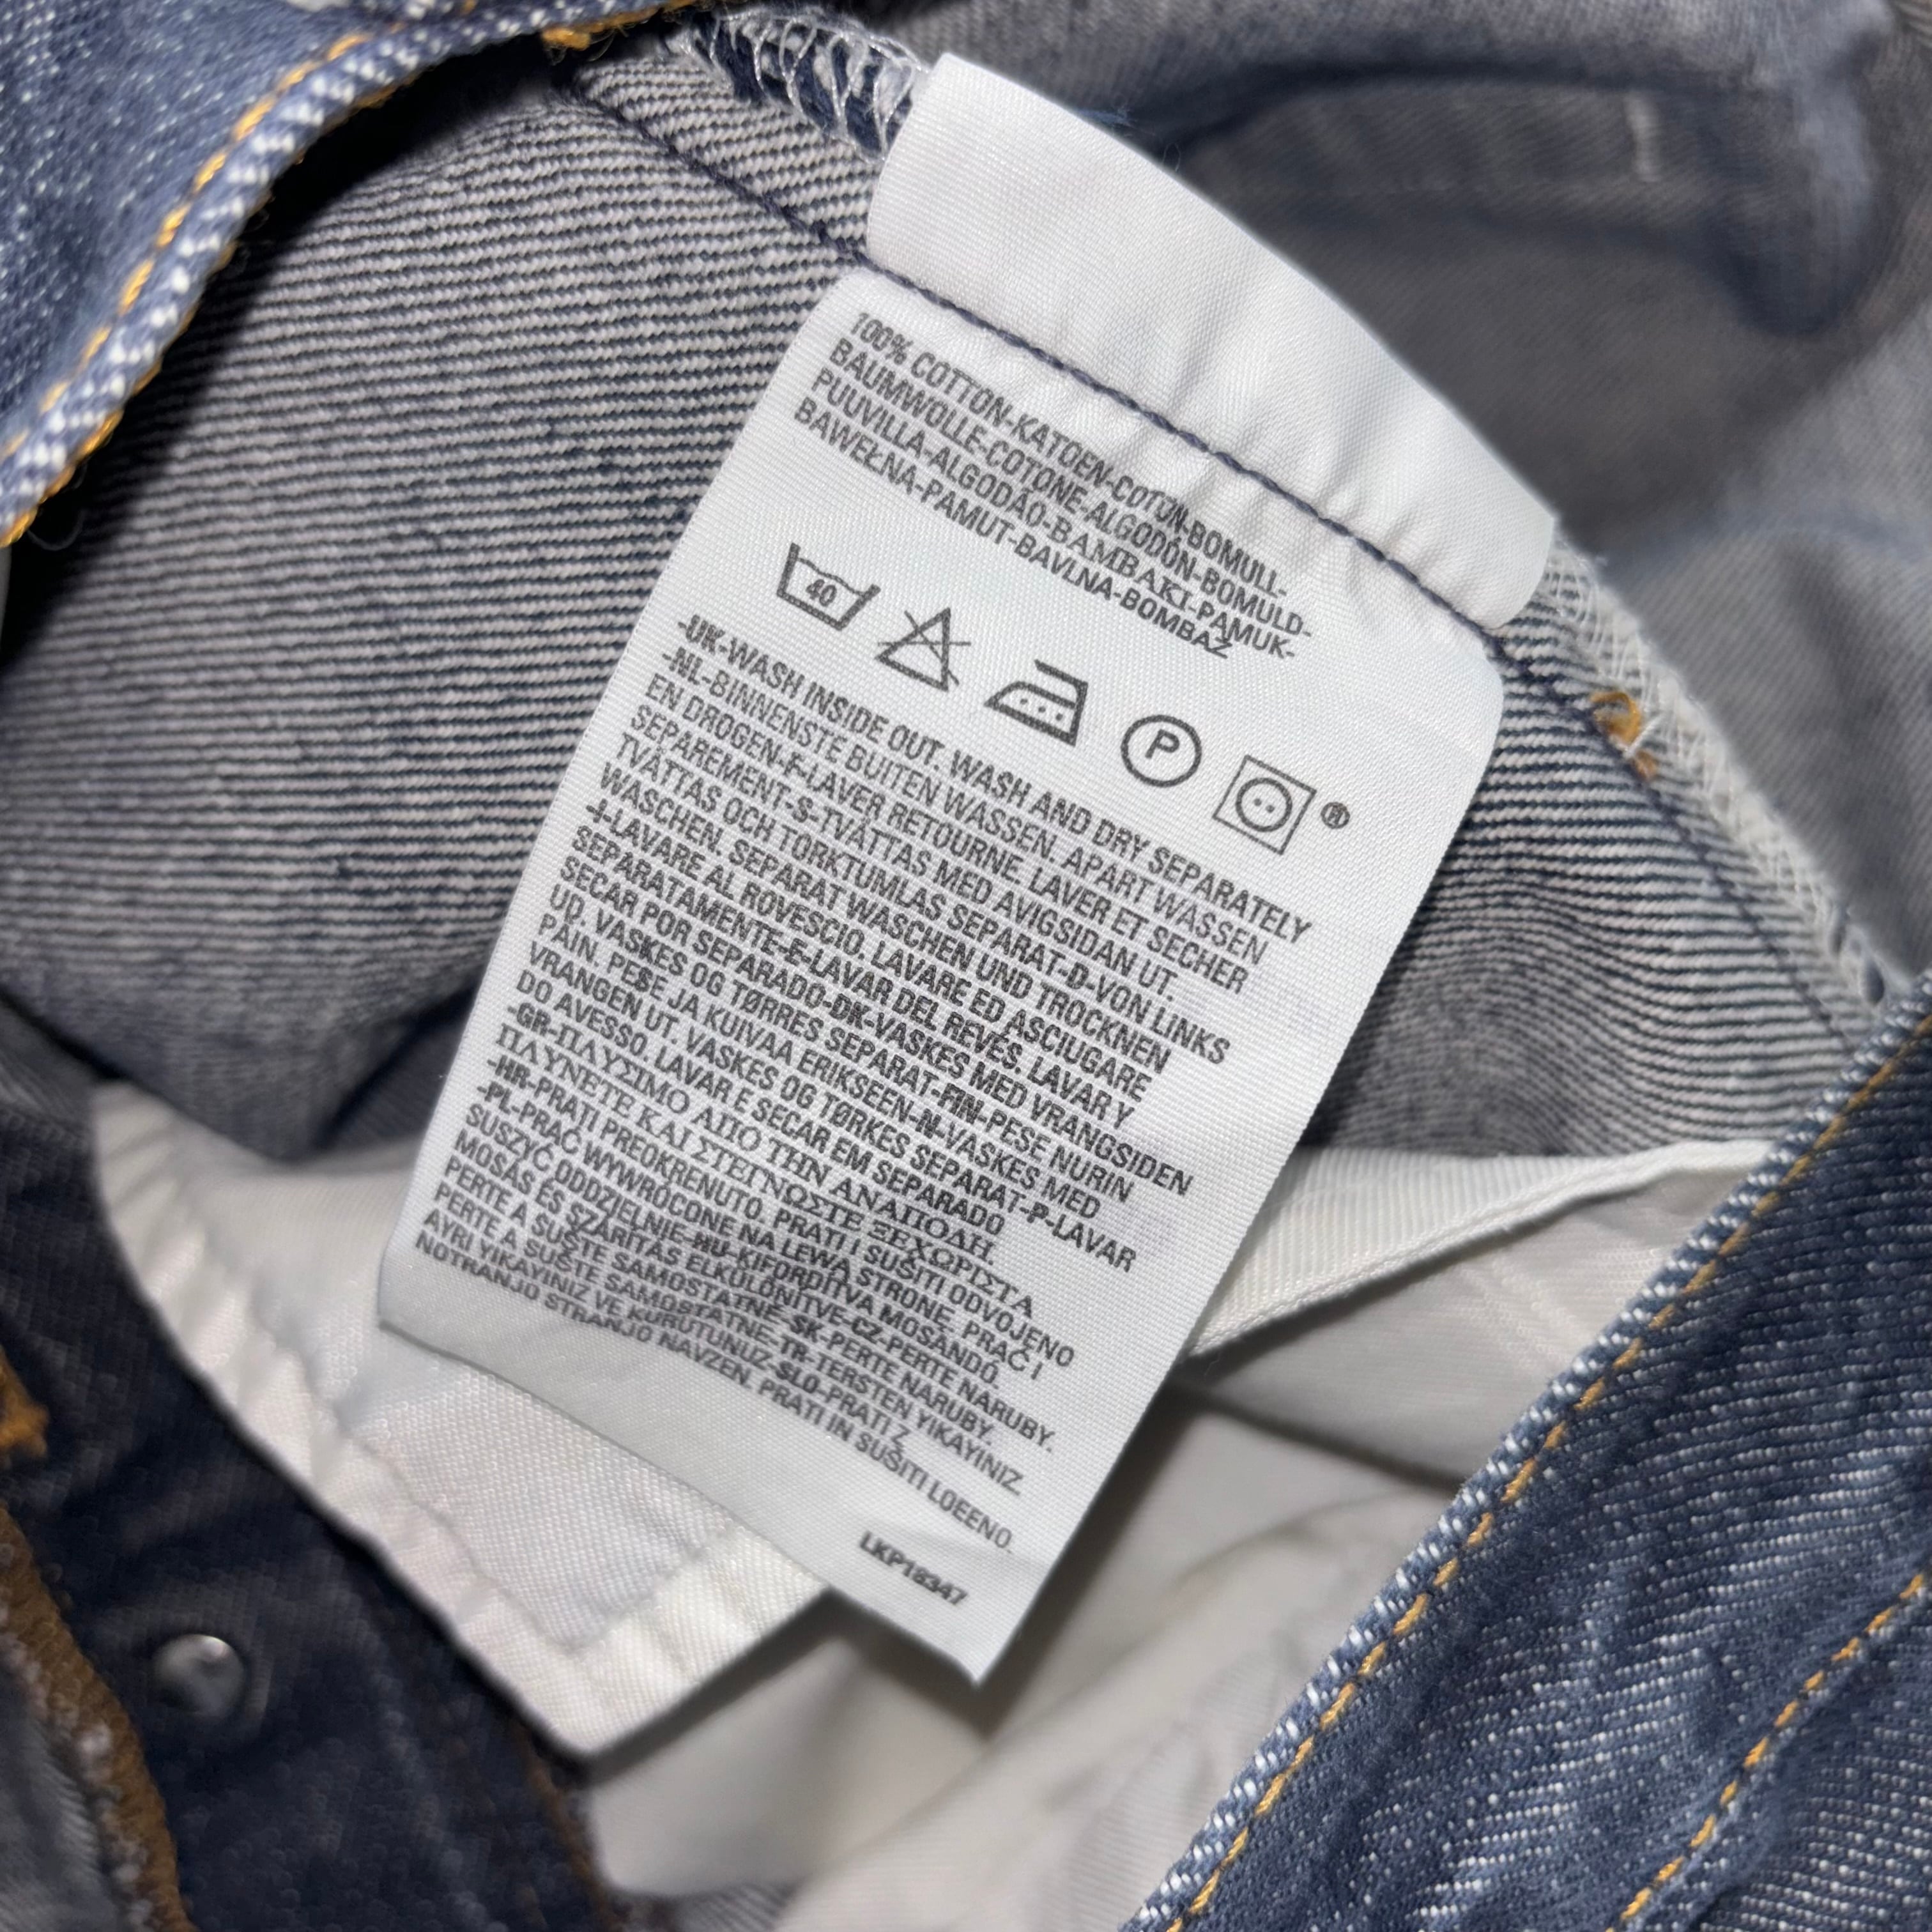 100% COTTON-KATOEN-COTON-BOMULL-
BAUMWOLLE-COTONE-ALGODÓN-BOMULD-
PUUVILLA-ALGODÃO-BAMBAKI-PAMUK-
BAWEŁNA-PAMUT-BAVLNA-BOMBAŽ
40
P
®
-UK-WASH INSIDE OUT. WASH AND DRY SEPARATELY
-NL-BINNENSTE BUITEN WASSEN. APART WASSEN
EN DROGEN-F-LAVER RETOURNE. LAVER ET SECHER
SEPAREMENT-S-TVÄTTAS MED AVIGSIDAN UT.
TVÄTTAS OCH TORKTUMLAS SEPARAT-D-VON LINKS
WASCHEN. SEPARAT WASCHEN UND TROCKNEN
-I-LAVARE AL ROVESCIO. LAVARE ED ASCIUGARE
SEPARATAMENTE-E-LAVAR DEL REVÉS. LAVAR Y
SECAR POR SEPARADO-DK-VASKES MED VRANGSIDEN
UD. VASKES OG TØRRES SEPARAT-FIN-PESE NURIN
PÄIN. PESE JA KUIVAA ERIKSEEN-N-VASKES MED
VRANGEN UT. VASKES OG TØRKES SEPARAT-P-LAVAR
DO AVESSO. LAVAR E SECAR EM SEPARADO
-GR-ΠΛΥΣΙΜΟ ΑΠΟ ΤΗΝ ΑΝΑΠΟΔΗ.
ΠΛΥΝΕΤΕ ΚΑΙ ΣΤΕΓΝΩΣΤΕ ΞΕΧΩΡΙΣΤΑ
-HR-PRATI PREOKRENUTO. PRATI I SUŠITI ODVOJENO
-PL-PRAĆ WYWRÓCONE NA LEWĄ STRONĘ. PRAĆ I
SUSZYĆ ODDZIELNIE-HU-KIFORDÍTVA MOSANDÓ.
MOSÁS ÉS SZÁRÍTÁS ELKÜLÖNÍTVE-CZ-PERTE NARUBY.
PERTE A SUŠTE SAMOSTATNĚ-SK-PERTE NARUBY.
PERTE A SUŠTE SAMOSTATNE-TR-TERSTEN YIKAYINIZ
AYRI YIKAYINIZ VE KURUTUNUZ-SLO-PRATI Z
NOTRANJO STRANJO NAVZEN. PRATI IN SUŠITI LOEENO.
LKP18347